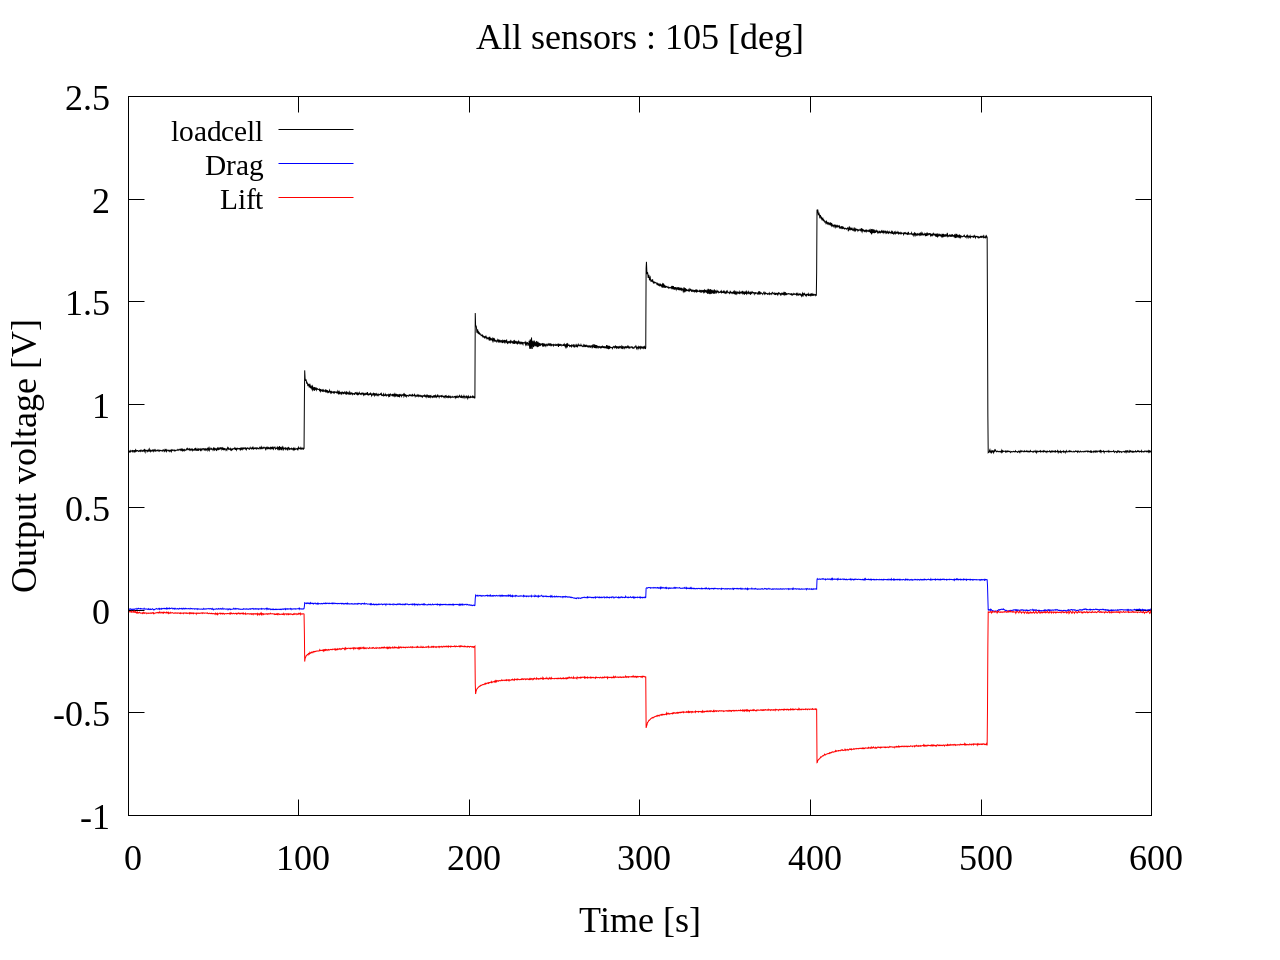 All sensors : 105 [deg]
2.5
2
1.5
1
0.5
0
-0.5
-1
Output voltage [V]
loadcell
Drag
Lift
0 100 200 300 400 500 600
Time [s]